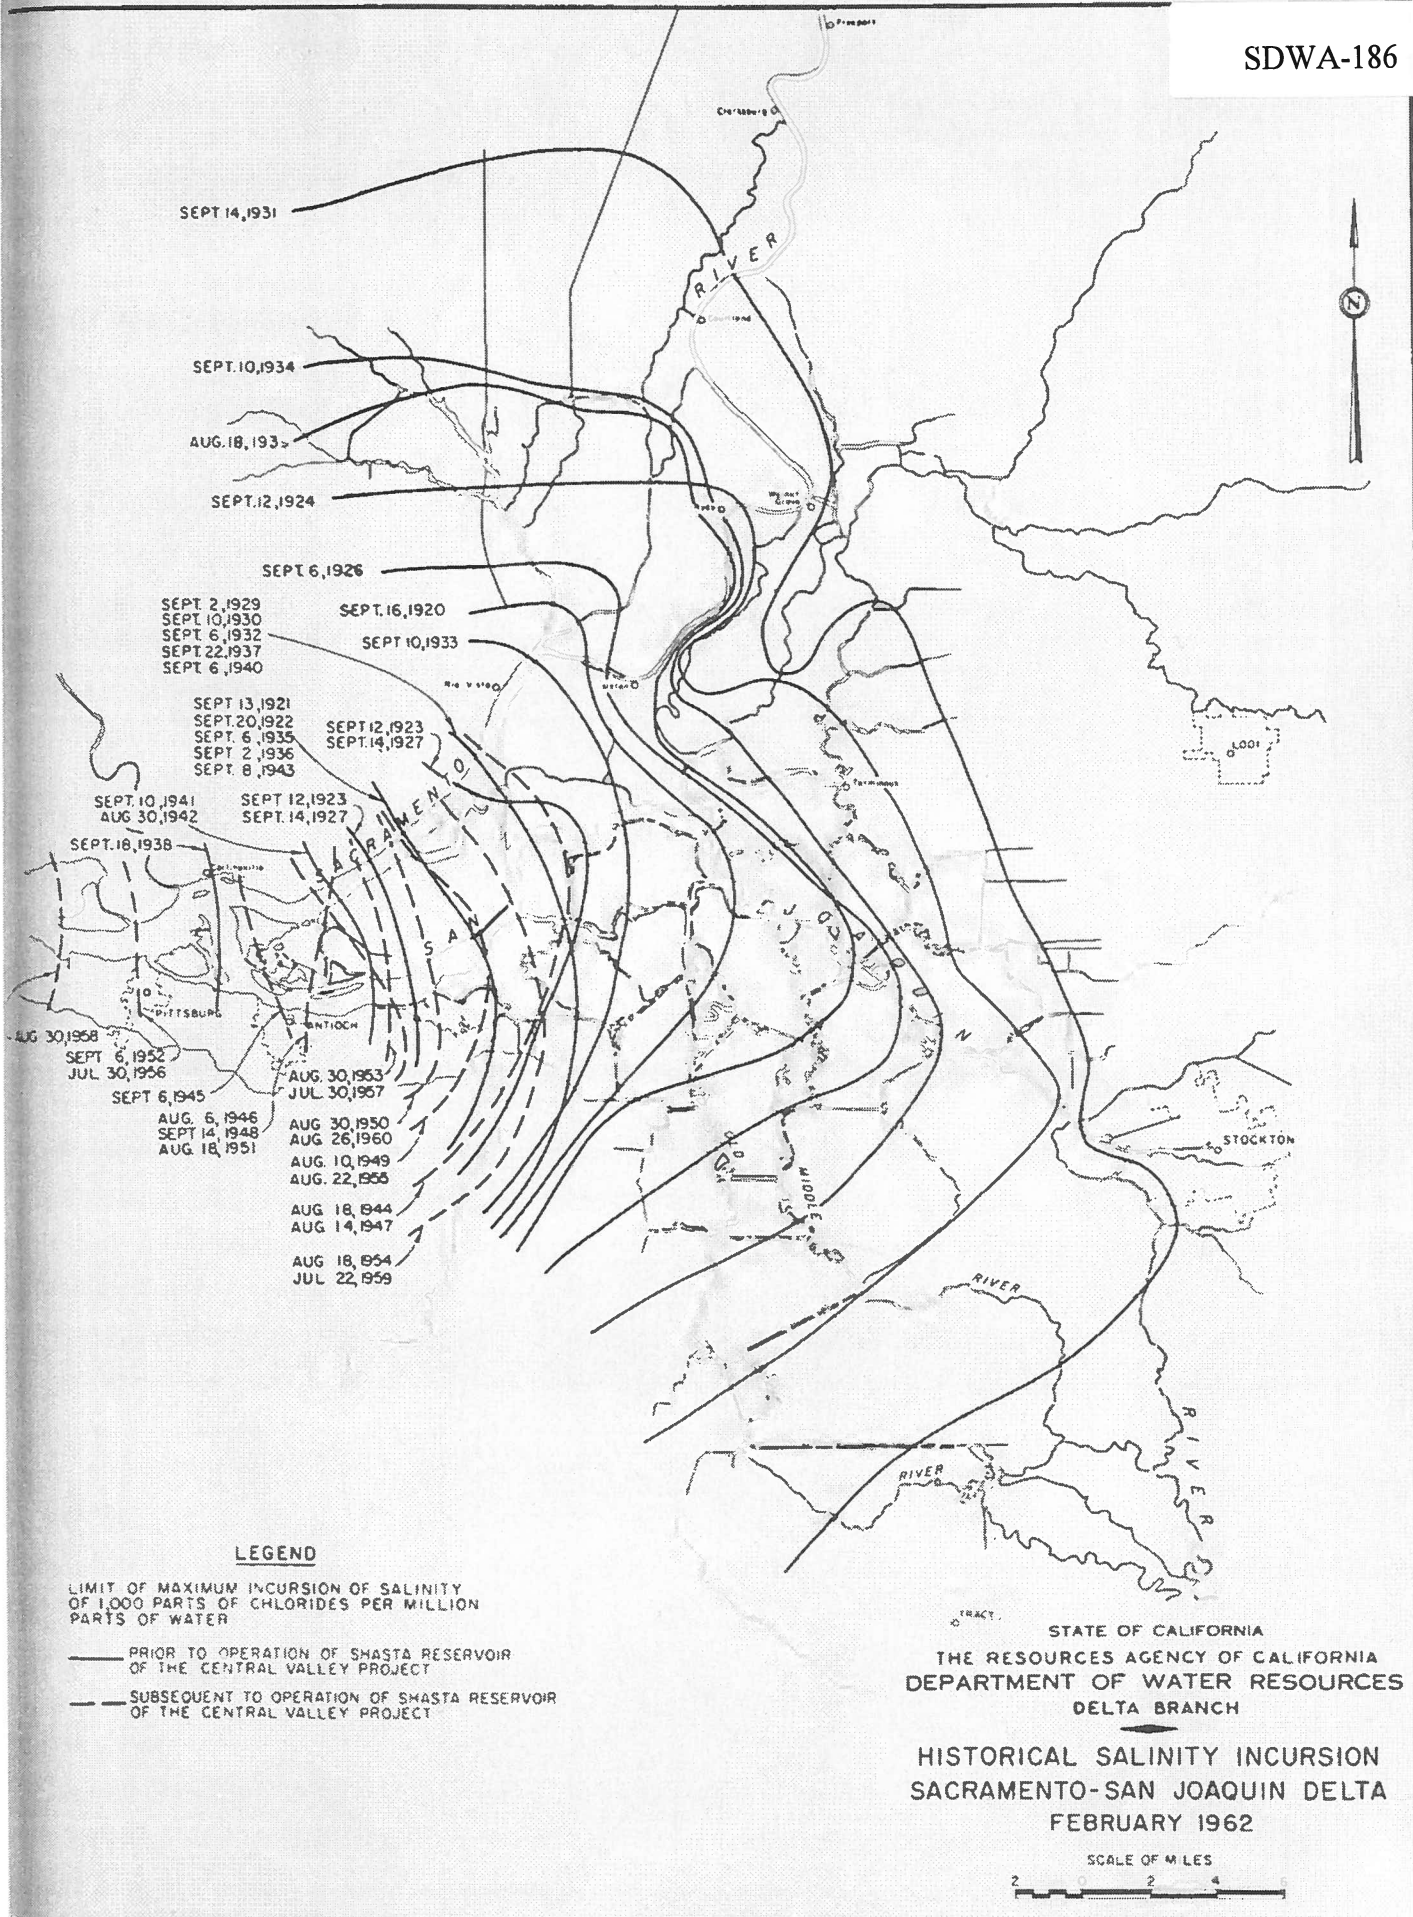 SDWA-186
Freeport
Clarksburg
SEPT 14,1931
RIVER
Courtland
N
SEPT.10,1934
AUG.18,193
SEPT.12,1924
Walnut
Grove
SEPT. 6,1926
SEPT. 2,1929
SEPT. 10,1930
SEPT. 6,1932
SEPT.22,1937
SEPT. 6,1940
SEPT.16,1920
SEPT 10,1933
Rio Vista
SEPT 13,1921
SEPT.20,1922
SEPT. 6,1935
SEPT 2,1936
SEPT. 8,1943
SEPT 12,1923
SEPT.14,1927
LODI
SEPT.10,1941
AUG 30,1942
SEPT 12,1923
SEPT.14,1927
SEPT.18,1938
SACRAMENTO
SAN JOAQUIN
PITTSBURG
ANTIOCH
AUG 30,1958
SEPT 6,1952
JUL 30,1956
SEPT 6,1945
AUG. 6,1946
SEPT 14,1948
AUG 18,1951
AUG. 30,1953
JUL. 30,1957
AUG 30,1950
AUG 26,1960
AUG. 10,1949
AUG. 22,1955
AUG 18,1944
AUG 14,1947
AUG 18,1954
JUL 22,1959
STOCKTON
OLD
MIDDLE
RIVER
RIVER
RIVER
LEGEND
LIMIT OF MAXIMUM INCURSION OF SALINITY
OF 1,000 PARTS OF CHLORIDES PER MILLION
PARTS OF WATER
PRIOR TO OPERATION OF SHASTA RESERVOIR
OF THE CENTRAL VALLEY PROJECT
SUBSEQUENT TO OPERATION OF SHASTA RESERVOIR
OF THE CENTRAL VALLEY PROJECT
TRACY
STATE OF CALIFORNIA
THE RESOURCES AGENCY OF CALIFORNIA
DEPARTMENT OF WATER RESOURCES
DELTA BRANCH
HISTORICAL SALINITY INCURSION
SACRAMENTO-SAN JOAQUIN DELTA
FEBRUARY 1962
SCALE OF MILES
2 0 2 4 6